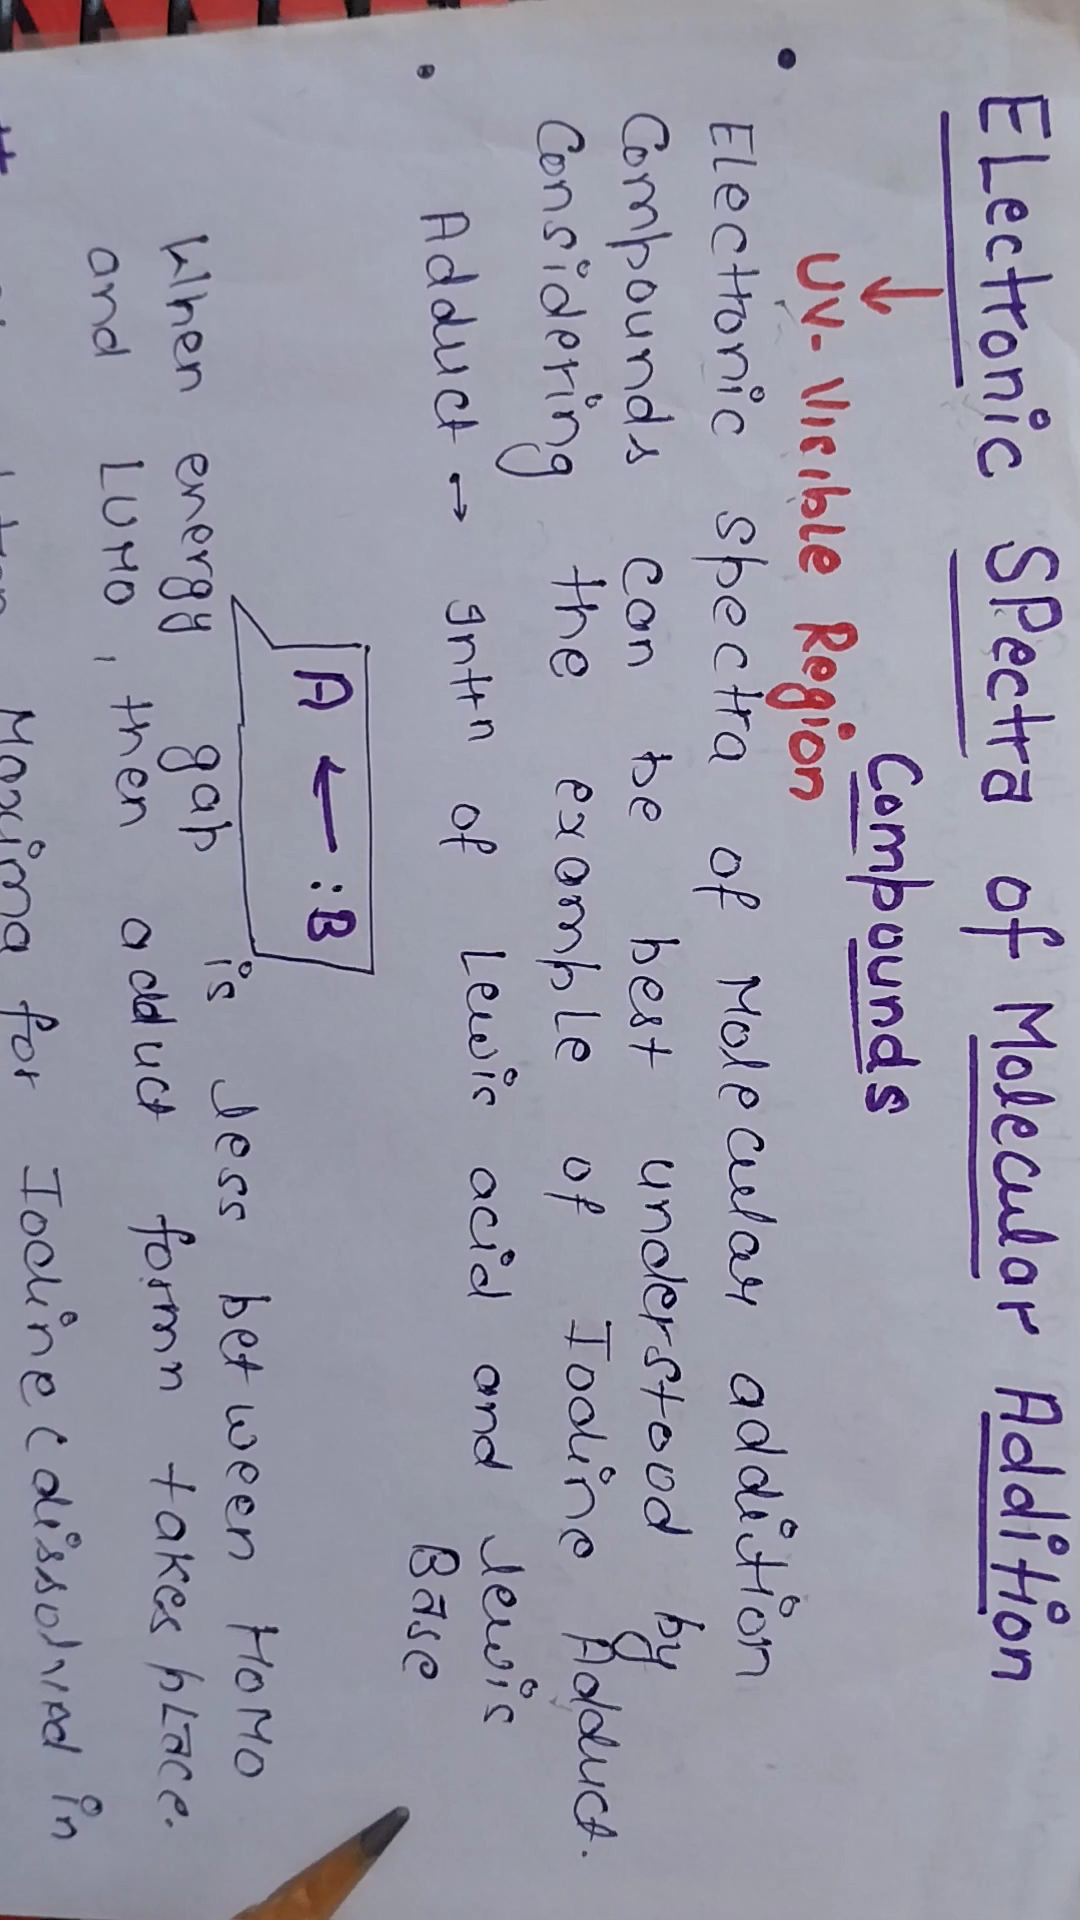 Electronic Spectra of Molecular Addition
Compounds
UV-Visible Region
Electronic spectra of Molecular addition
Compounds can be best understood by
Considering the example of Iodine Adduct.
Adduct → Intrn of Lewis acid and Lewis
Base
A ← :B
When energy gap is less between HOMO
and LUMO, then adduct formn takes place.
Maxima for Iodine (dissolved in